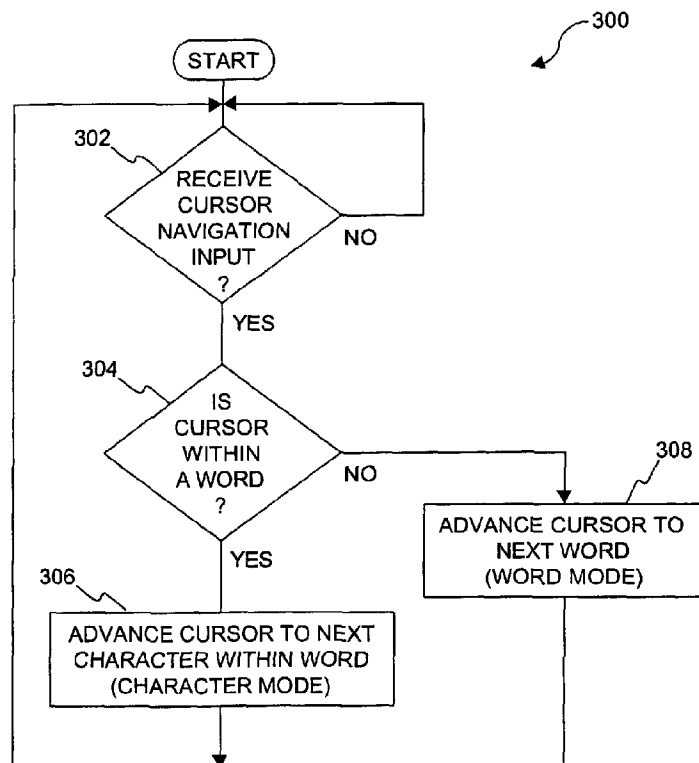 300
START
302
RECEIVE
CURSOR
NAVIGATION
INPUT
?
NO
YES
304
IS
CURSOR
WITHIN
A WORD
?
NO
308
YES
ADVANCE CURSOR TO
NEXT WORD
(WORD MODE)
306
ADVANCE CURSOR TO NEXT
CHARACTER WITHIN WORD
(CHARACTER MODE)